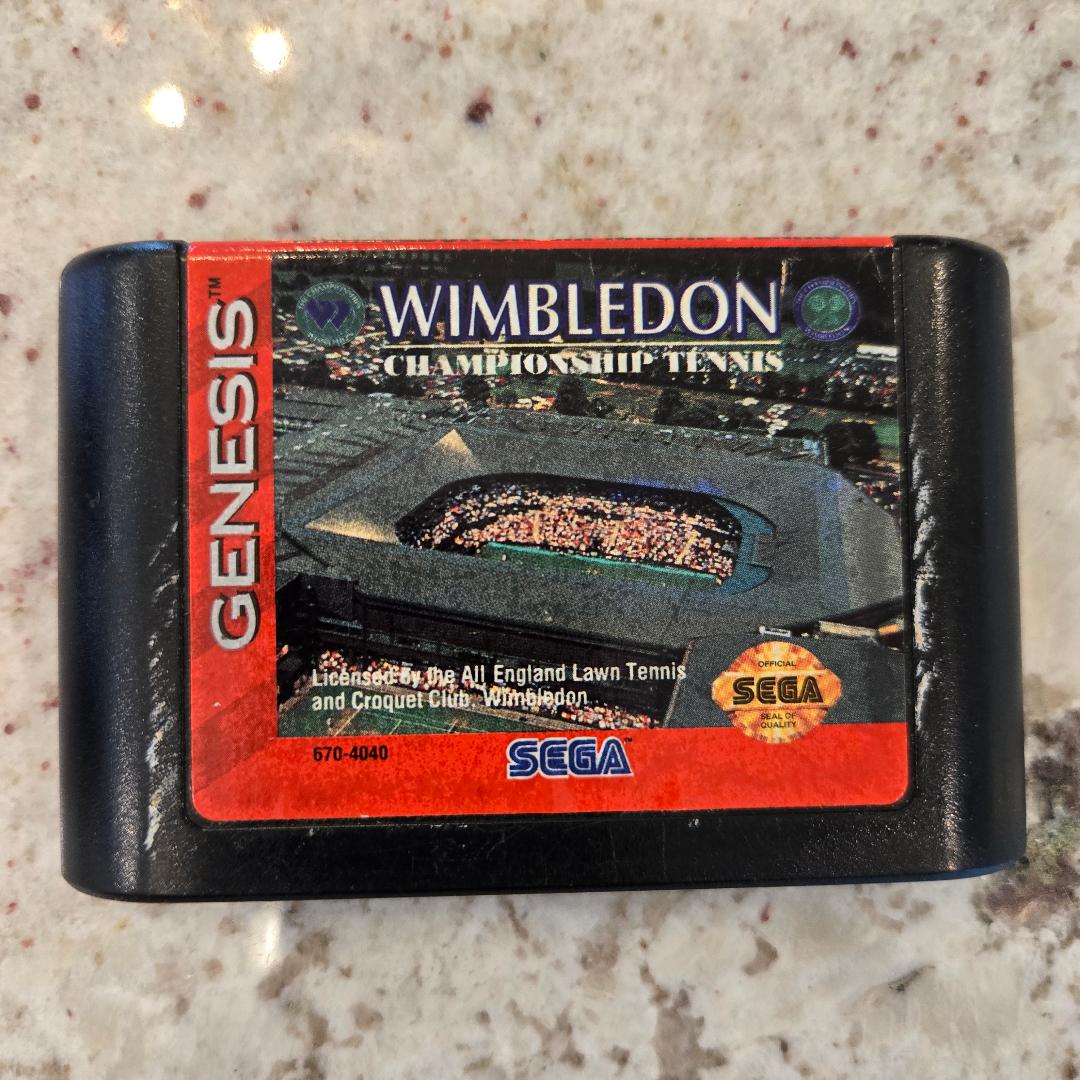 GENESIS™
WIMBLEDON
CHAMPIONSHIP TENNIS
Licensed by the All England Lawn Tennis
and Croquet Club, Wimbledon.
OFFICIAL
SEGA
SEAL OF
QUALITY
670-4040
SEGA™